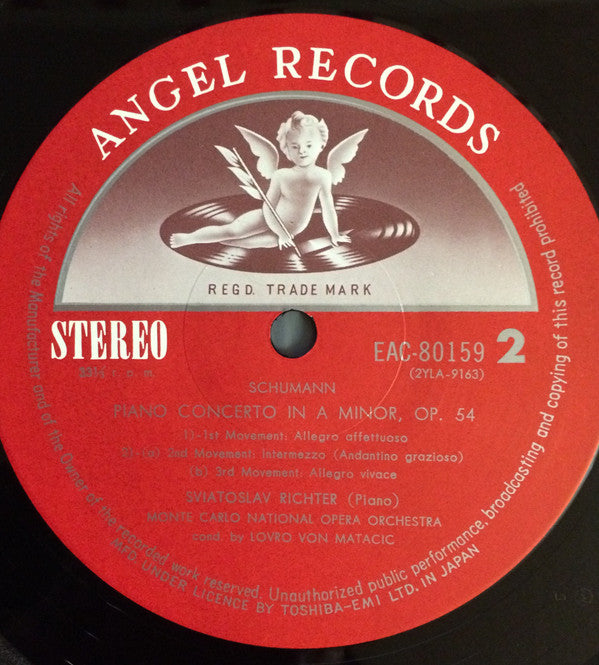 ANGEL RECORDS
REGD. TRADE MARK
STEREO
33⅓ r. p. m.
EAC-80159 2
(2YLA-9163)
SCHUMANN
PIANO CONCERTO IN A MINOR, OP. 54
1)-1st Movement: Allegro affettuoso
2)-(a) 2nd Movement: Intermezzo (Andantino grazioso)
(b) 3rd Movement: Allegro vivace
SVIATOSLAV RICHTER (Piano)
MONTE CARLO NATIONAL OPERA ORCHESTRA
cond. by LOVRO VON MATACIC
All rights of the Manufacturer and of the Owner of the recorded work reserved. Unauthorized public performance, broadcasting and copying of this record prohibited
MFD. UNDER LICENCE BY TOSHIBA-EMI LTD. IN JAPAN